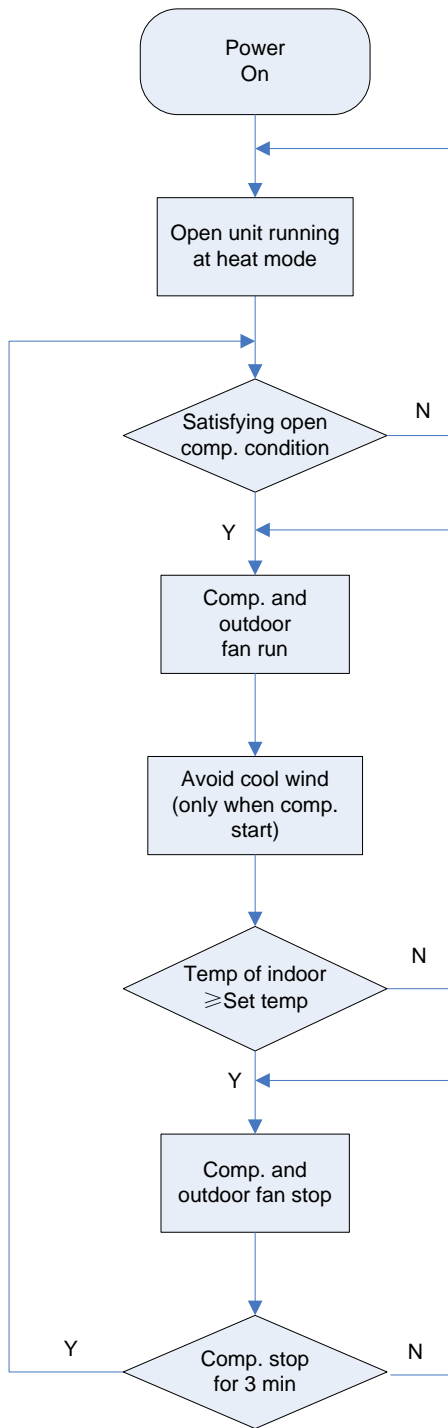 Power
On
Open unit running
at heat mode
Satisfying open
comp. condition
N
Y
Comp. and
outdoor
fan run
Avoid cool wind
(only when comp.
start)
Temp of indoor
≥Set temp
N
Y
Comp. and
outdoor fan stop
Y
Comp. stop
for 3 min
N